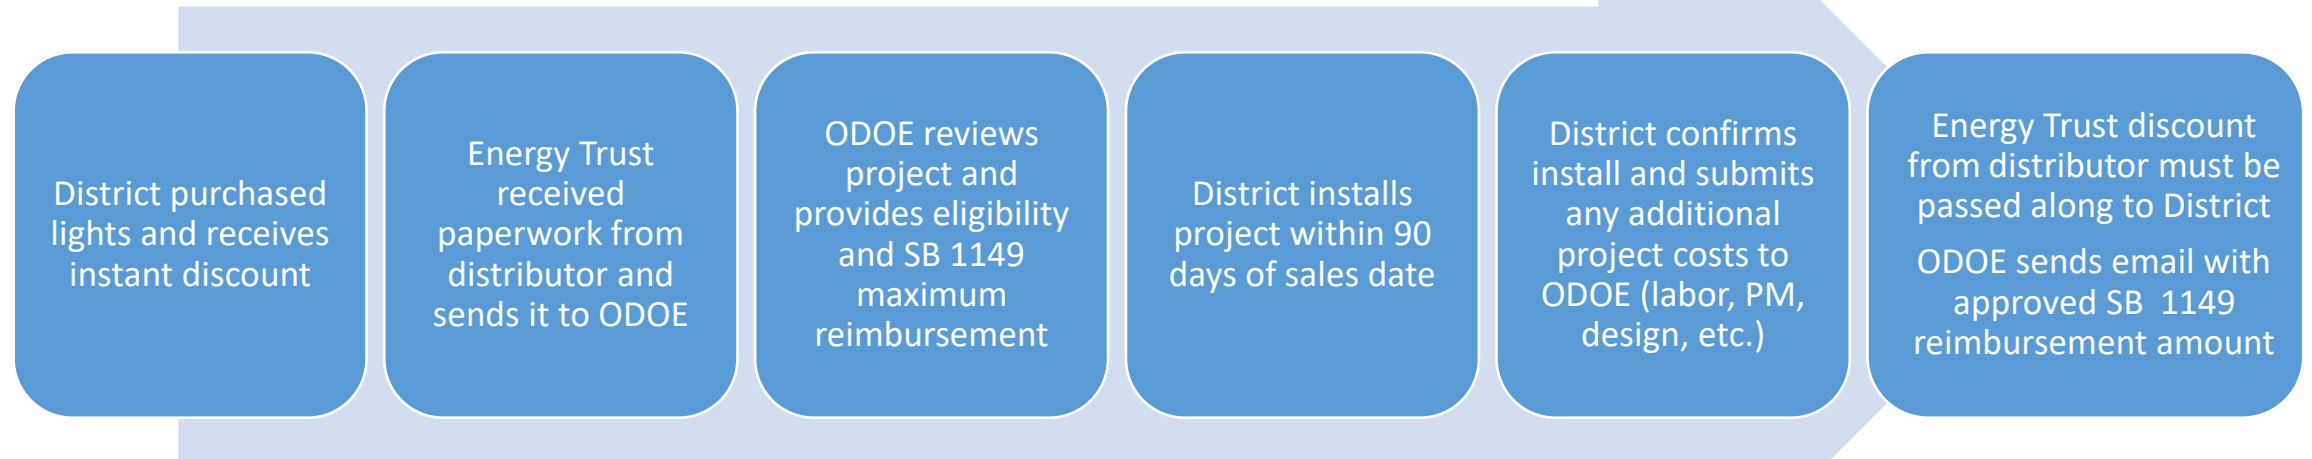 District purchased
lights and receives
instant discount
Energy Trust
received
paperwork from
distributor and
sends it to ODOE
ODOE reviews
project and
provides eligibility
and SB 1149
maximum
reimbursement
District installs
project within 90
days of sales date
District confirms
install and submits
any additional
project costs to
ODOE (labor, PM,
design, etc.)
Energy Trust discount
from distributor must be
passed along to District
ODOE sends email with
approved SB  1149
reimbursement amount